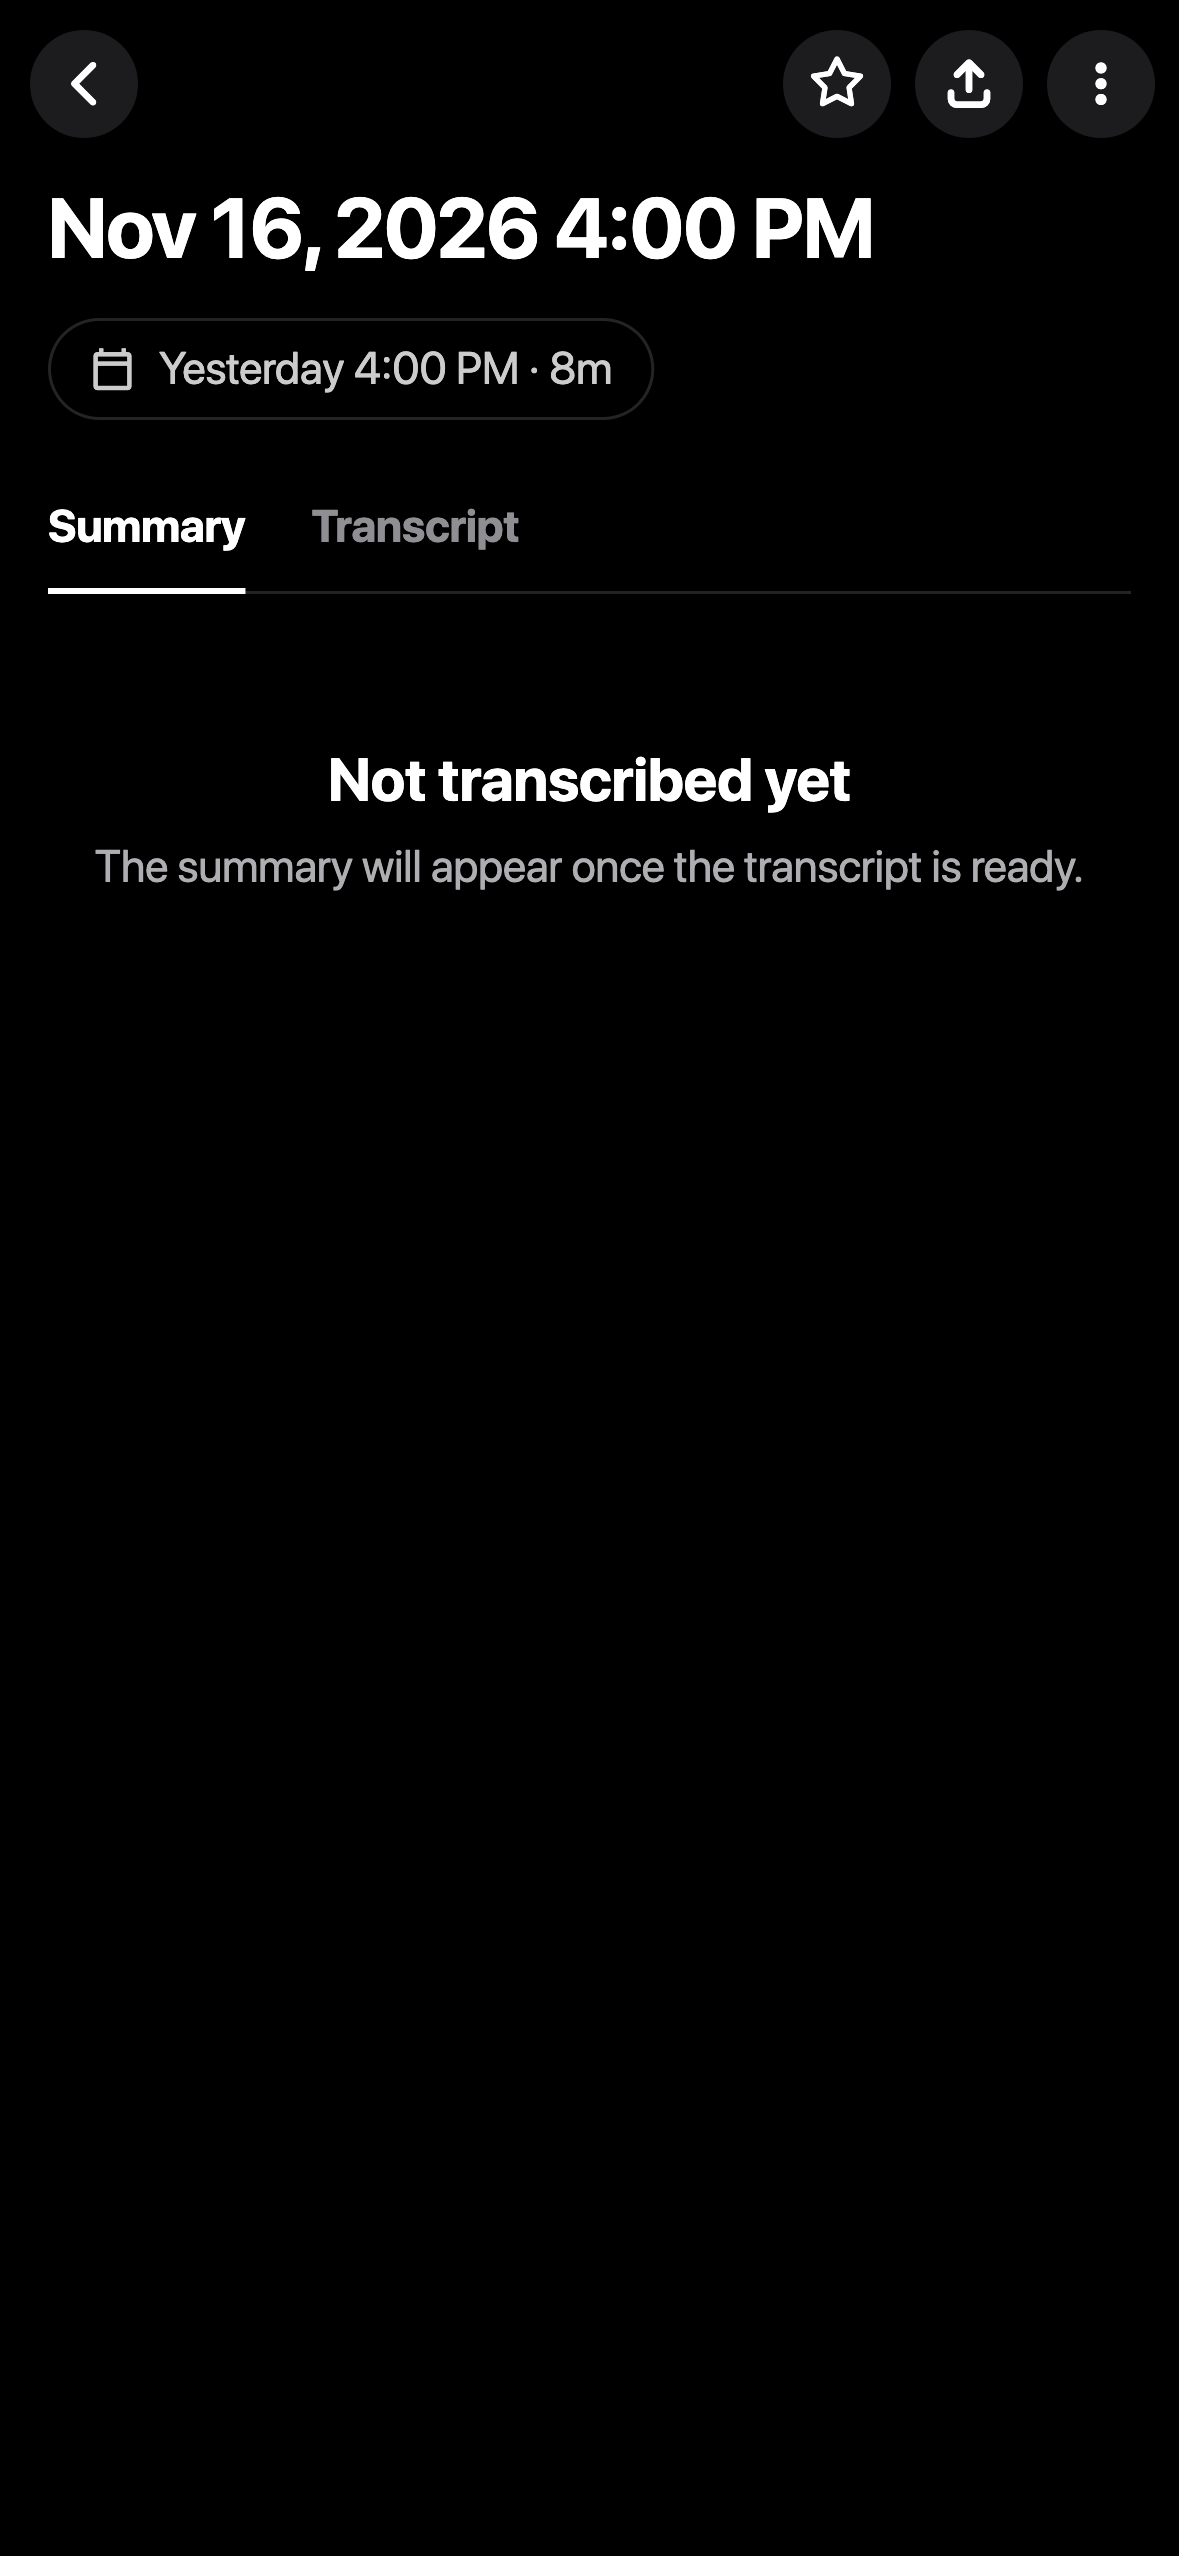 Nov 16, 2026 4:00 PM
Yesterday 4:00 PM · 8m
Summary
Transcript
Not transcribed yet
The summary will appear once the transcript is ready.